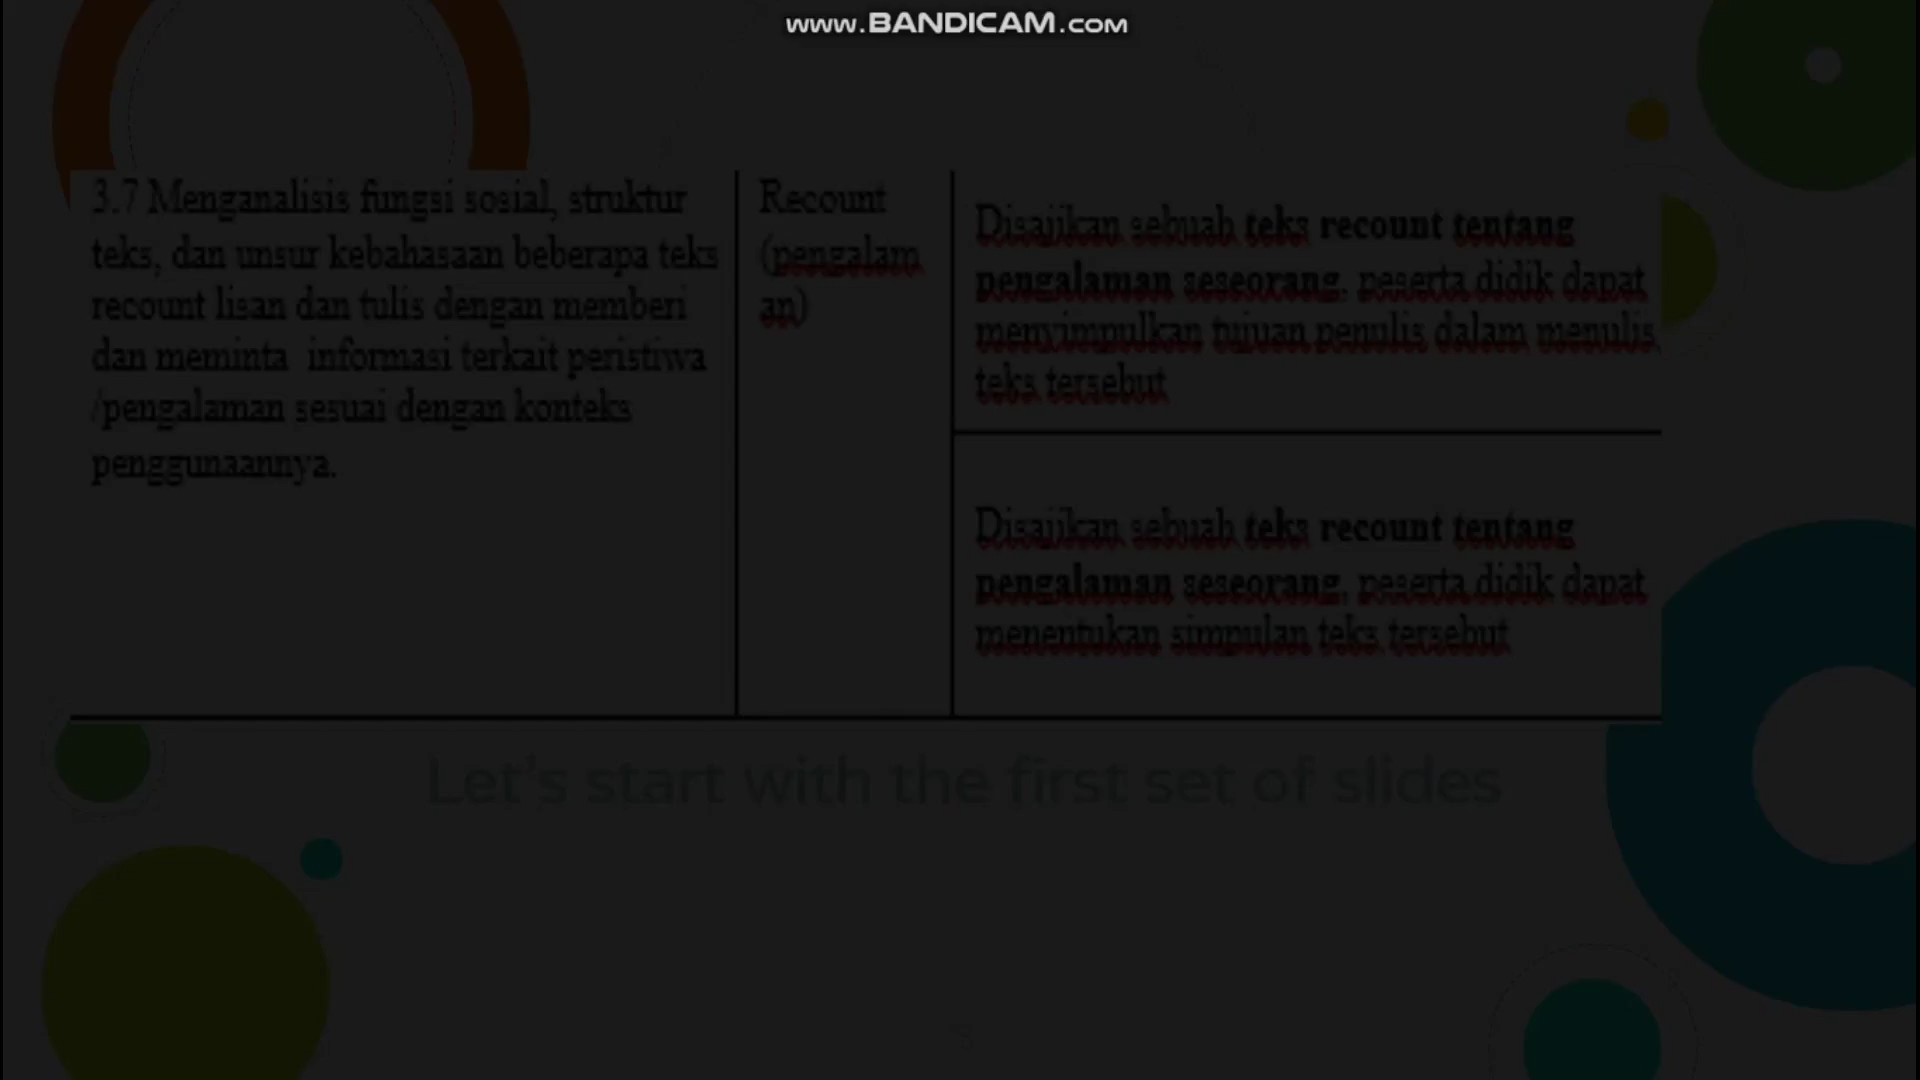 www.BANDICAM.com
3.7 Menganalisis fungsi sosial, struktur
teks, dan unsur kebahasaan beberapa teks
recount lisan dan tulis dengan memberi
dan meminta informasi terkait peristiwa
/pengalaman sesuai dengan konteks
penggunaannya.
Recount
(pengalam
an)
Disajikan sebuah teks recount tentang
pengalaman seseorang, peserta didik dapat
menyimpulkan tujuan penulis dalam menulis
teks tersebut
Disajikan sebuah teks recount tentang
pengalaman seseorang, peserta didik dapat
menentukan simpulan teks tersebut
Let's start with the first set of slides